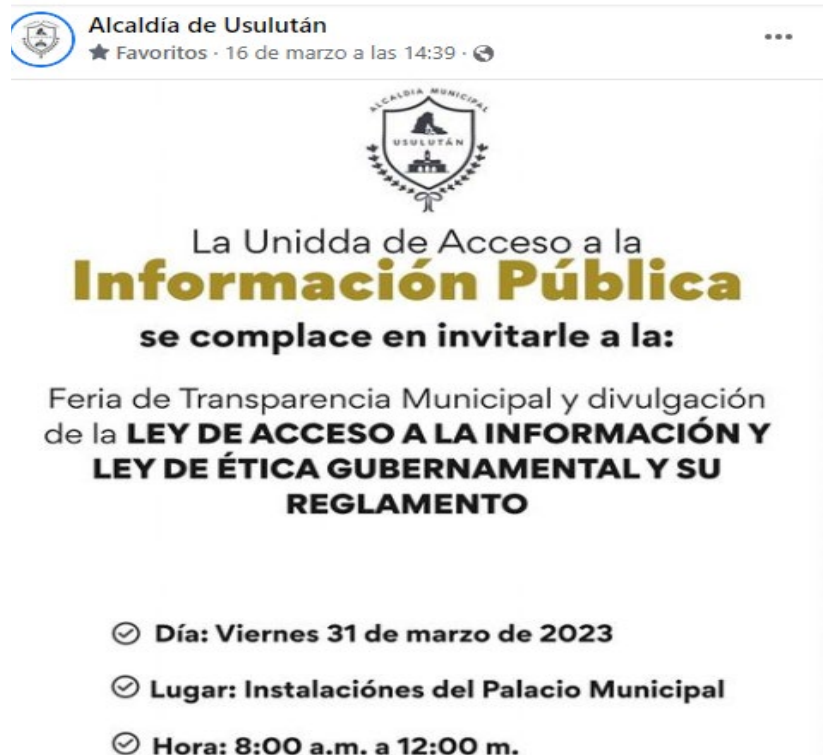 Alcaldía de Usulután
Favoritos · 16 de marzo a las 14:39 ·
ALCALDIA MUNICIPAL
USULUTÁN
La Unidda de Acceso a la
Información Pública
se complace en invitarle a la:
Feria de Transparencia Municipal y divulgación
de la LEY DE ACCESO A LA INFORMACIÓN Y
LEY DE ÉTICA GUBERNAMENTAL Y SU
REGLAMENTO
Día: Viernes 31 de marzo de 2023
Lugar: Instalaciónes del Palacio Municipal
Hora: 8:00 a.m. a 12:00 m.